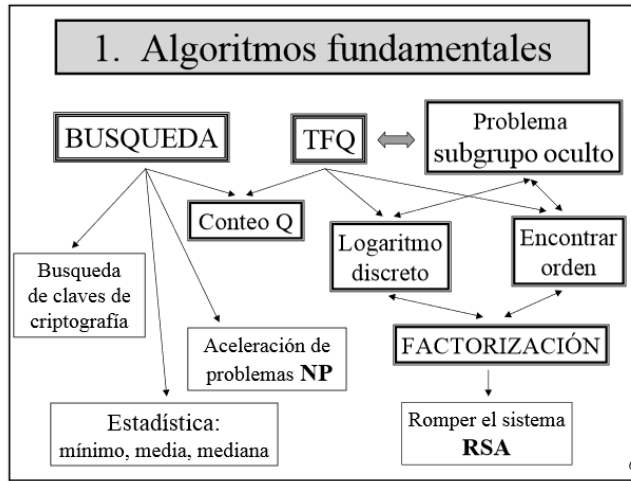 1. Algoritmos fundamentales
BUSQUEDA
TFQ
Problema
subgrupo oculto
Conteo Q
Logaritmo
discreto
Encontrar
orden
Busqueda
de claves de
criptografía
Aceleración de
problemas NP
FACTORIZACIÓN
Estadística:
mínimo, media, mediana
Romper el sistema
RSA